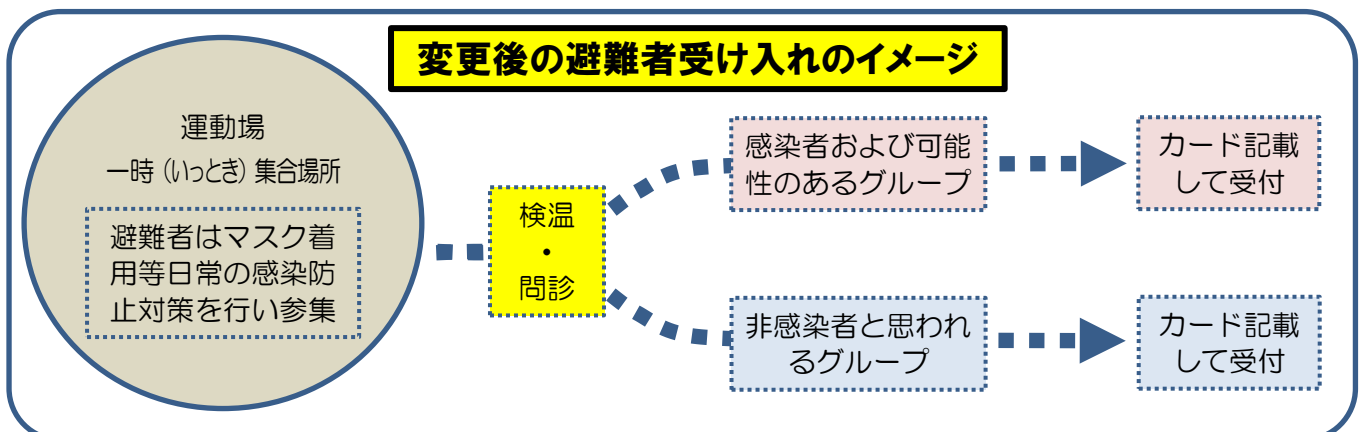 変更後の避難者受け入れのイメージ
運動場
一時（いっとき）集合場所
避難者はマスク着
用等日常の感染防
止対策を行い参集
検温
・
問診
感染者および可能
性のあるグループ
カード記載
して受付
非感染者と思われ
るグループ
カード記載
して受付